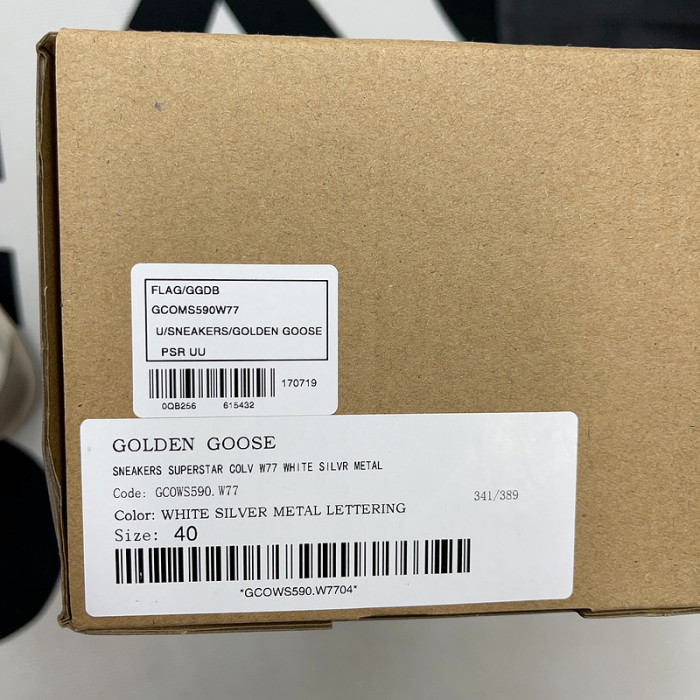 FLAG/GGDB
GCOMS590W77
U/SNEAKERS/GOLDEN GOOSE
PSR UU
170719
0QB256 615432
GOLDEN GOOSE
SNEAKERS SUPERSTAR COLV W77 WHITE SILVR METAL
Code: GCOWS590.W77 341/389
Color: WHITE SILVER METAL LETTERING
Size: 40
*GCOWS590.W7704*